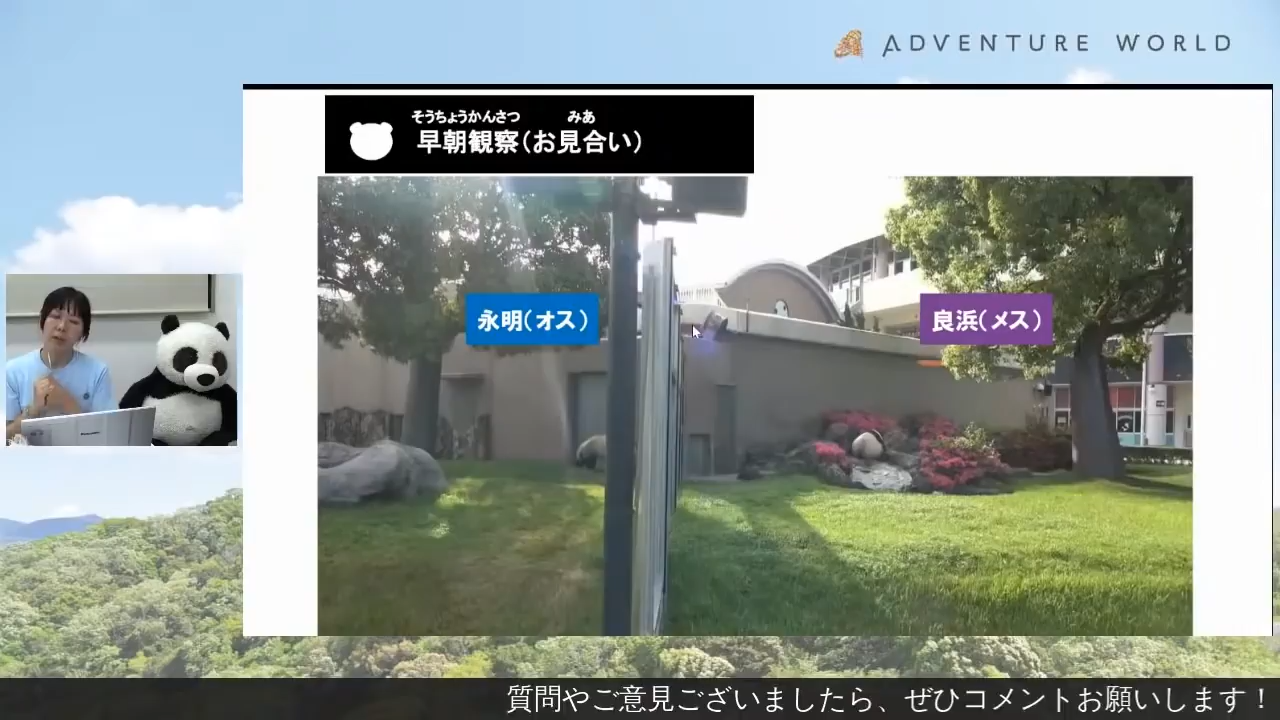 ADVENTURE WORLD
そうちょうかんさつ みあ
早朝観察(お見合い)
永明(オス)
良浜(メス)
質問やご意見ございましたら、ぜひコメントお願いします!